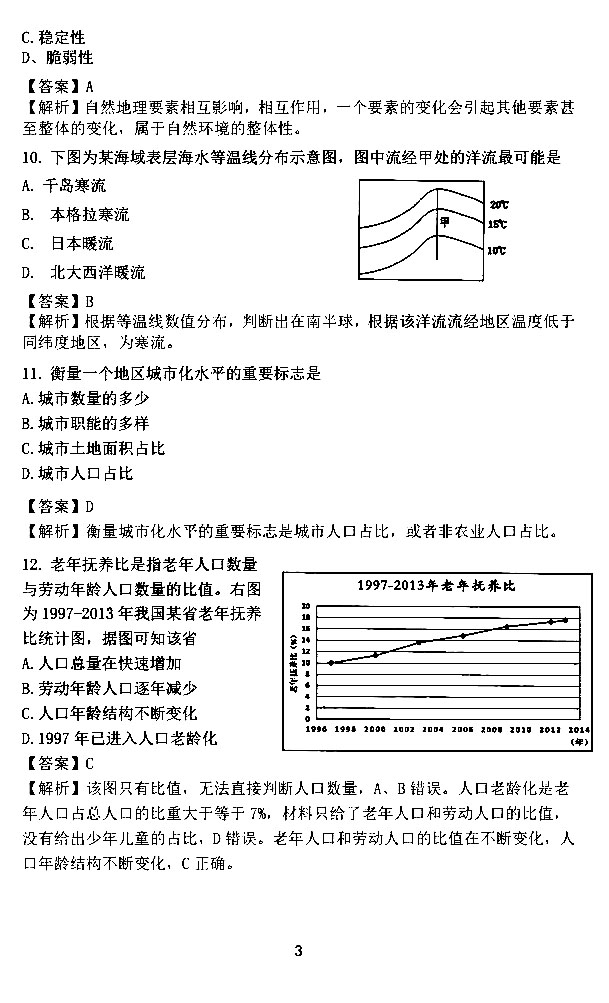 C.稳定性
D、脆弱性
【答案】A
【解析】自然地理要素相互影响，相互作用，一个要素的变化会引起其他要素甚
至整体的变化，属于自然环境的整体性。
10. 下图为某海域表层海水等温线分布示意图，图中流经甲处的洋流最可能是
A. 千岛寒流
B. 本格拉寒流
C. 日本暖流
D. 北大西洋暖流
20℃
15℃
10℃
甲
【答案】B
【解析】根据等温线数值分布，判断出在南半球，根据该洋流流经地区温度低于
同纬度地区，为寒流。
11. 衡量一个地区城市化水平的重要标志是
A.城市数量的多少
B.城市职能的多样
C.城市土地面积占比
D.城市人口占比
【答案】D
【解析】衡量城市化水平的重要标志是城市人口占比，或者非农业人口占比。
12. 老年抚养比是指老年人口数量
与劳动年龄人口数量的比值。右图
为1997-2013年我国某省老年抚养
比统计图，据图可知该省
A.人口总量在快速增加
B.劳动年龄人口逐年减少
C.人口年龄结构不断变化
D.1997年已进入人口老龄化
1997-2013年老年抚养比
老年抚养比(%)
20
18
16
14
12
10
8
6
4
2
0
1996 1998 2000 2002 2004 2006 2008 2010 2012 2014
(年)
【答案】C
【解析】该图只有比值，无法直接判断人口数量，A、B错误。人口老龄化是老
年人口占总人口的比重大于等于7%，材料只给了老年人口和劳动人口的比值，
没有给出少年儿童的占比，D错误。老年人口和劳动人口的比值在不断变化，人
口年龄结构不断变化，C正确。
3